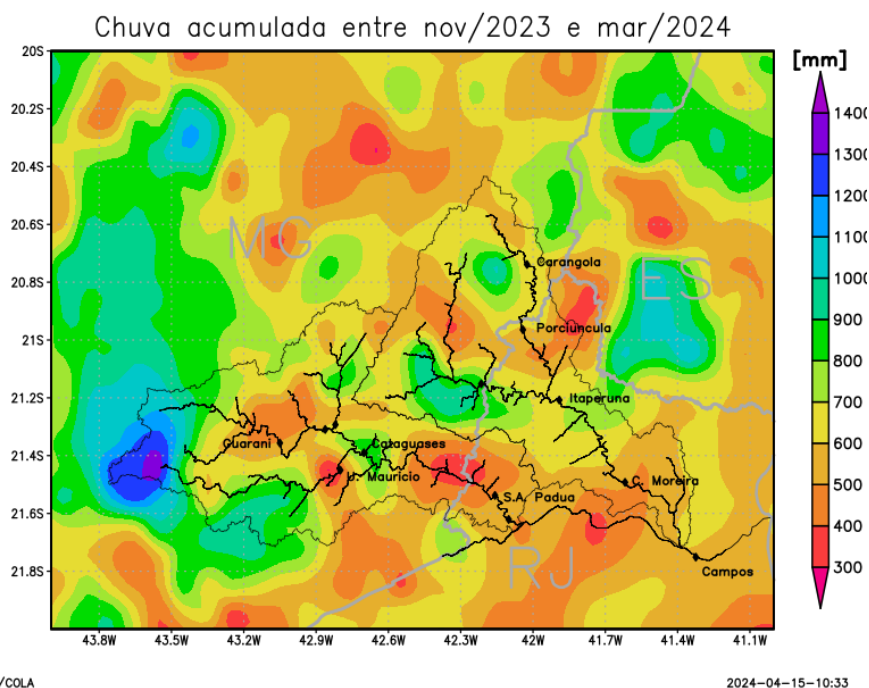 Chuva acumulada entre nov/2023 e mar/2024
[mm]
20S
20.2S
20.4S
20.6S
20.8S
21S
21.2S
21.4S
21.6S
21.8S
MG
ES
RJ
Carangola
Porciuncula
Itaperuna
Guarani
Cataguases
U. Mauricio
C. Moreira
S.A. Padua
Campos
1400
1300
1200
1100
1000
900
800
700
600
500
400
300
43.8W 43.5W 43.2W 42.9W 42.6W 42.3W 42W 41.7W 41.4W 41.1W
/COLA
2024-04-15-10:33